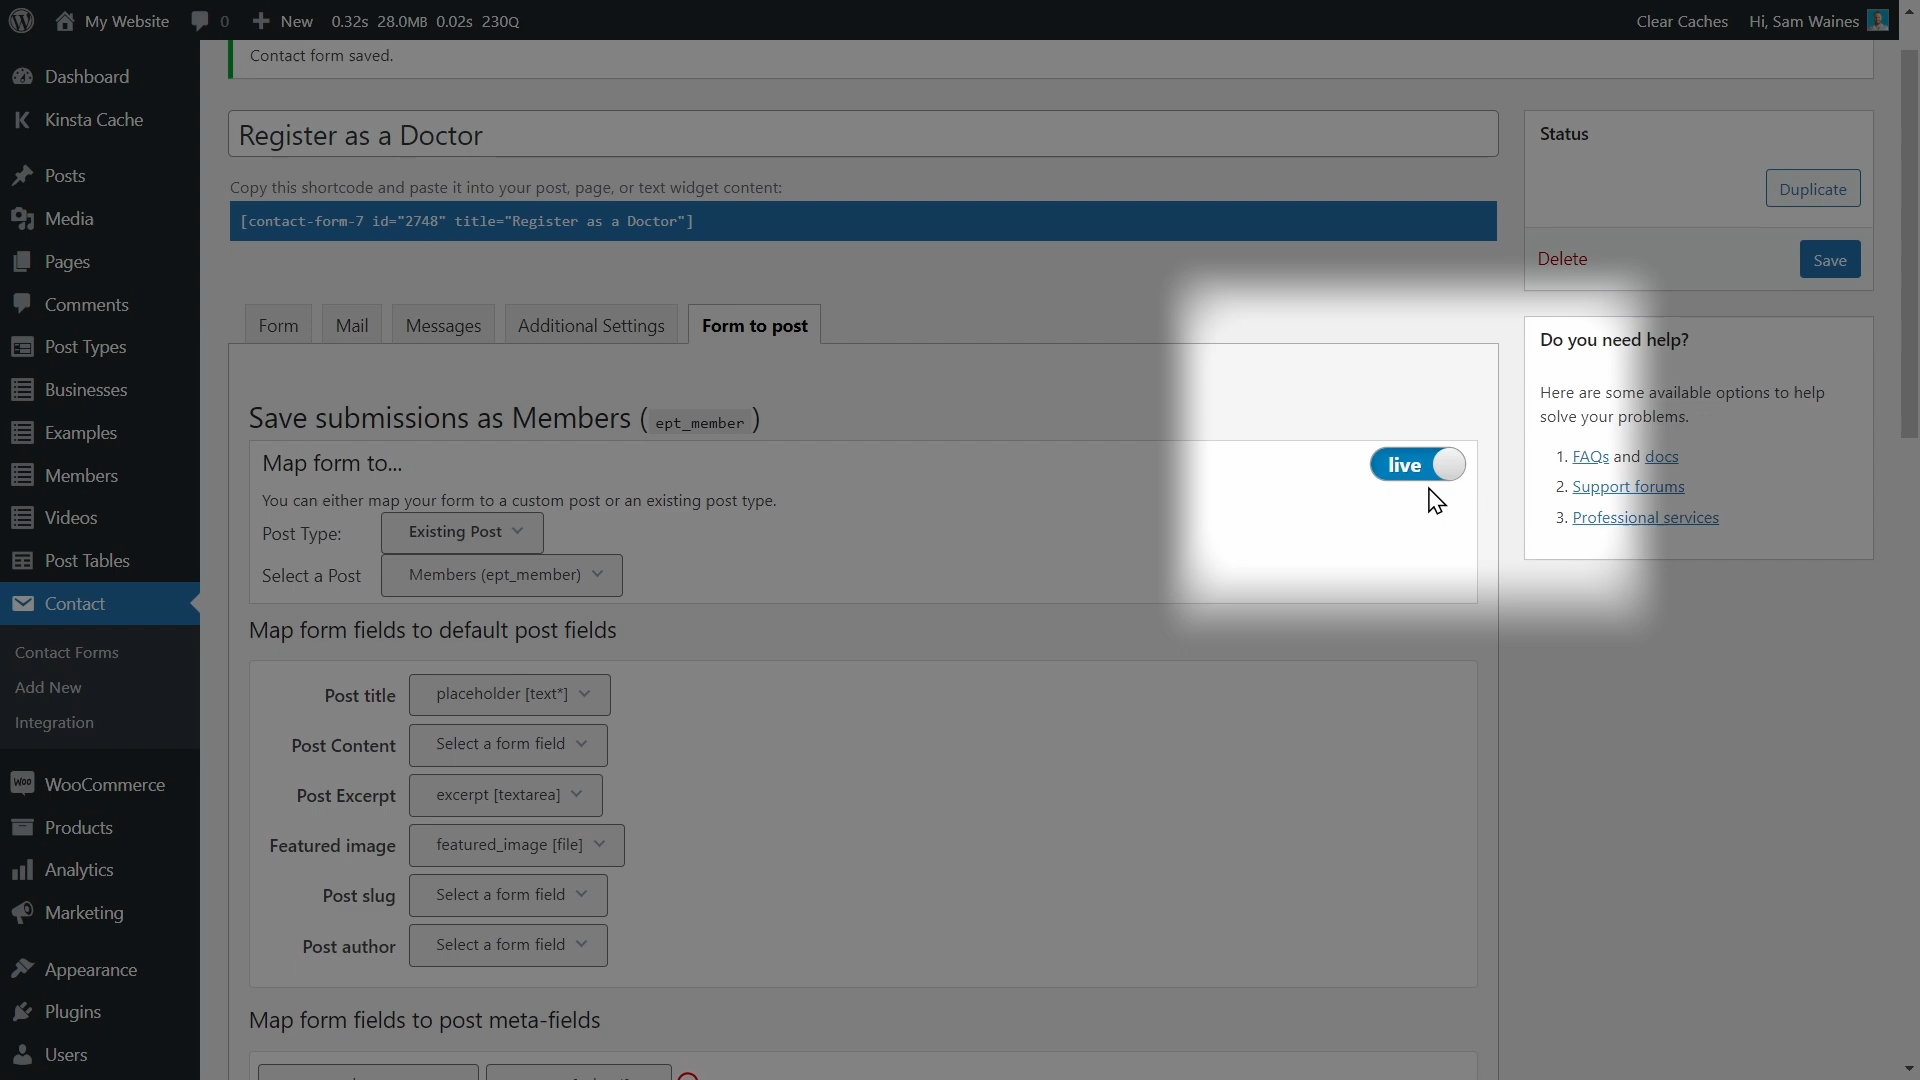 My Website 0 New 0.32s 28.0MB 0.02s 230Q Clear Caches Hi, Sam Waines
Dashboard
Kinsta Cache
Posts
Media
Pages
Comments
Post Types
Businesses
Examples
Members
Videos
Post Tables
Contact
Contact Forms
Add New
Integration
WooCommerce
Products
Analytics
Marketing
Appearance
Plugins
Users
Contact form saved.
Register as a Doctor
Copy this shortcode and paste it into your post, page, or text widget content:
[contact-form-7 id="2748" title="Register as a Doctor"]
Form Mail Messages Additional Settings Form to post
Save submissions as Members ( ept_member )
Map form to...
live
You can either map your form to a custom post or an existing post type.
Post Type: Existing Post
Select a Post Members (ept_member)
Map form fields to default post fields
Post title placeholder [text*]
Post Content Select a form field
Post Excerpt excerpt [textarea]
Featured image featured_image [file]
Post slug Select a form field
Post author Select a form field
Map form fields to post meta-fields
Status
Duplicate
Delete Save
Do you need help?
Here are some available options to help
solve your problems.
1. FAQs and docs
2. Support forums
3. Professional services